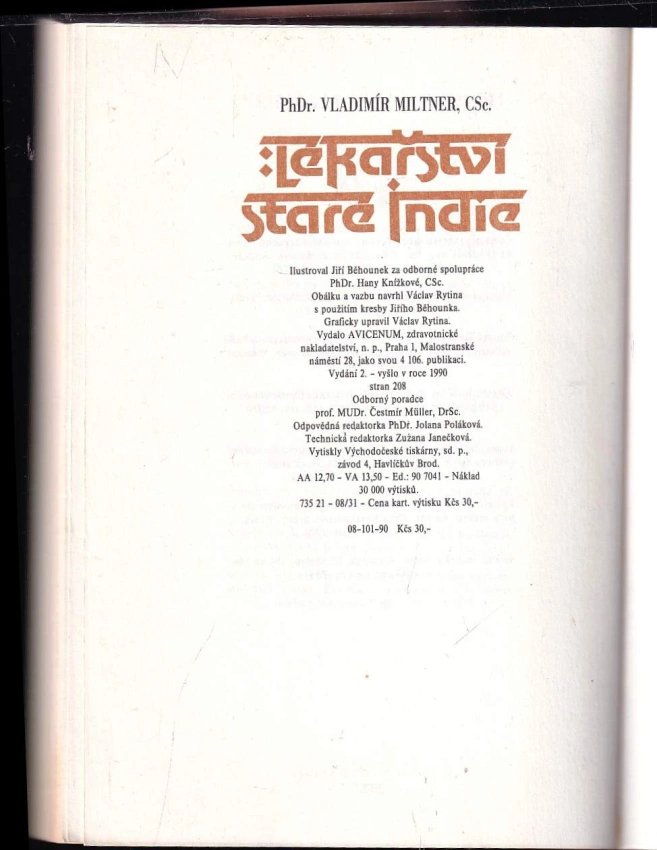 PhDr. VLADIMÍR MILTNER, CSc.
:Lékařství
staré indie
Ilustroval Jiří Běhounek za odborné spolupráce
PhDr. Hany Knížkové, CSc.
Obálku a vazbu navrhl Václav Rytina
s použitím kresby Jiřího Běhounka.
Graficky upravil Václav Rytina.
Vydalo AVICENUM, zdravotnické
nakladatelství, n. p., Praha 1, Malostranské
náměstí 28, jako svou 4 106. publikaci.
Vydání 2. – vyšlo v roce 1990
stran 208
Odborný poradce
prof. MUDr. Čestmír Müller, DrSc.
Odpovědná redaktorka PhDr. Jolana Poláková.
Technická redaktorka Zuzana Janečková.
Vytiskly Východočeské tiskárny, sd. p.,
závod 4, Havlíčkův Brod.
AA 12,70 – VA 13,50 – Ed.: 90 7041 – Náklad
30 000 výtisků.
735 21 – 08/31 – Cena kart. výtisku Kčs 30,–
08–101–90 Kčs 30,–